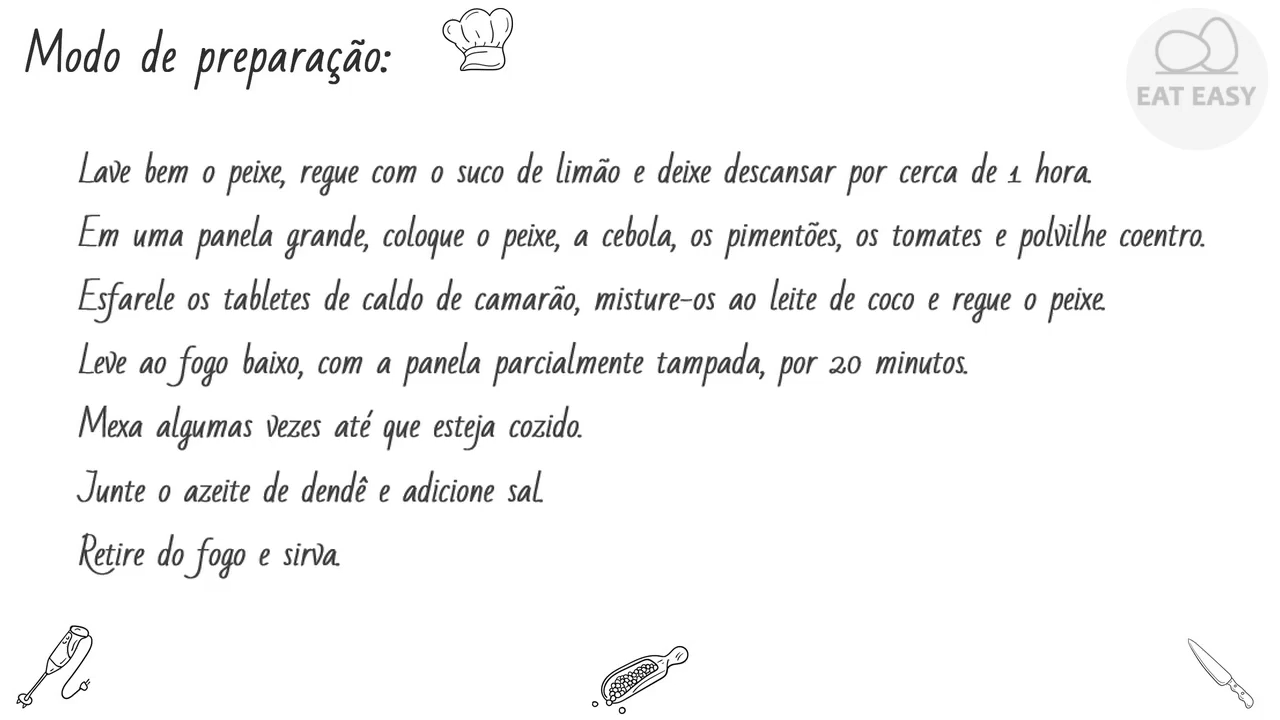 Modo de preparação:
EAT EASY
Lave bem o peixe, regue com o suco de limão e deixe descansar por cerca de 1 hora.
Em uma panela grande, coloque o peixe, a cebola, os pimentões, os tomates e polvilhe coentro.
Esfarele os tabletes de caldo de camarão, misture-os ao leite de coco e regue o peixe.
Leve ao fogo baixo, com a panela parcialmente tampada, por 20 minutos.
Mexa algumas vezes até que esteja cozido.
Junte o azeite de dendê e adicione sal.
Retire do fogo e sirva.